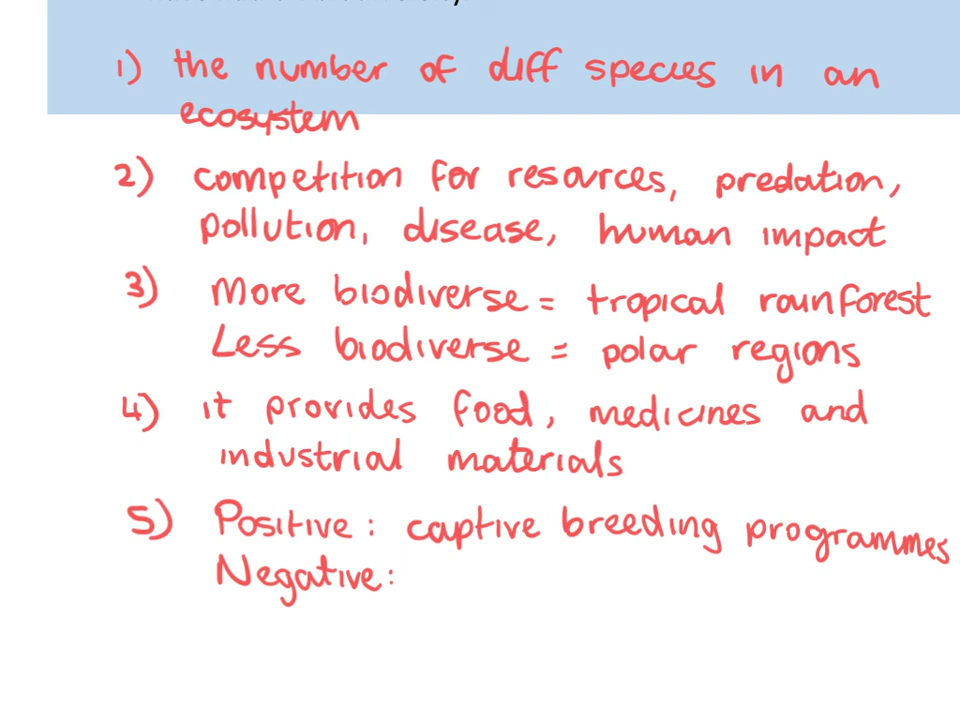 1) the number of diff species in an
ecosystem
2) competition for resources, predation,
pollution, disease, human impact
3) More biodiverse = tropical rainforest
Less biodiverse = polar regions
4) it provides food, medicines and
industrial materials
5) Positive: captive breeding programmes
Negative: